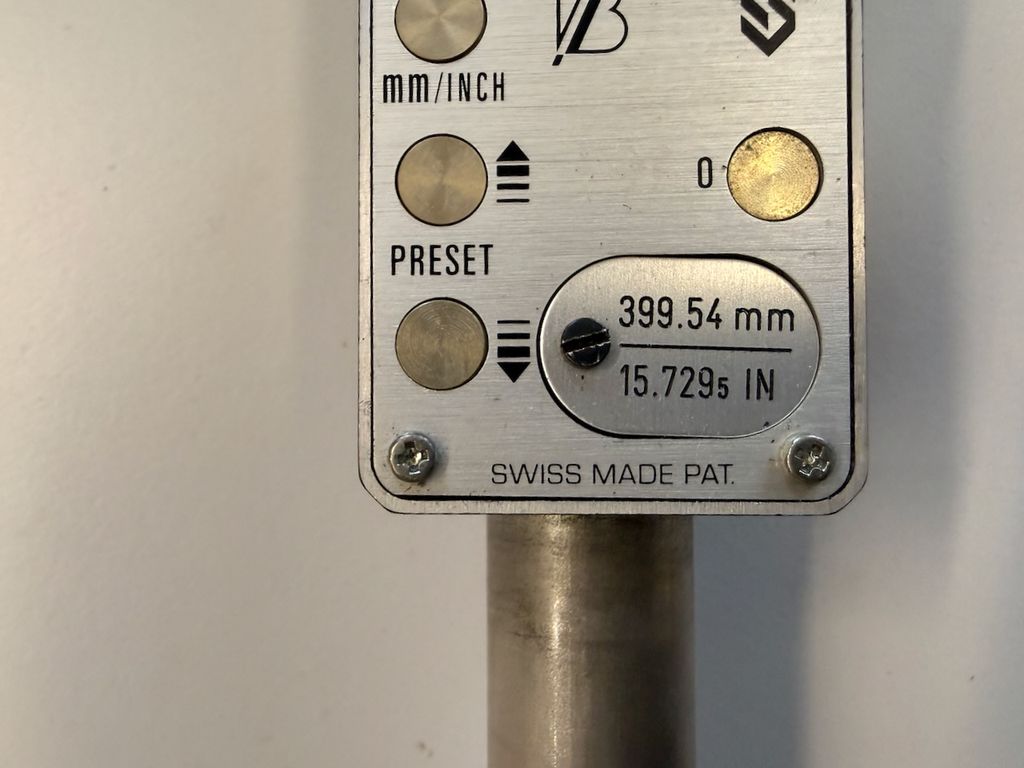 mm/INCH
0
PRESET
399.54 mm
15.7295 IN
SWISS MADE PAT.